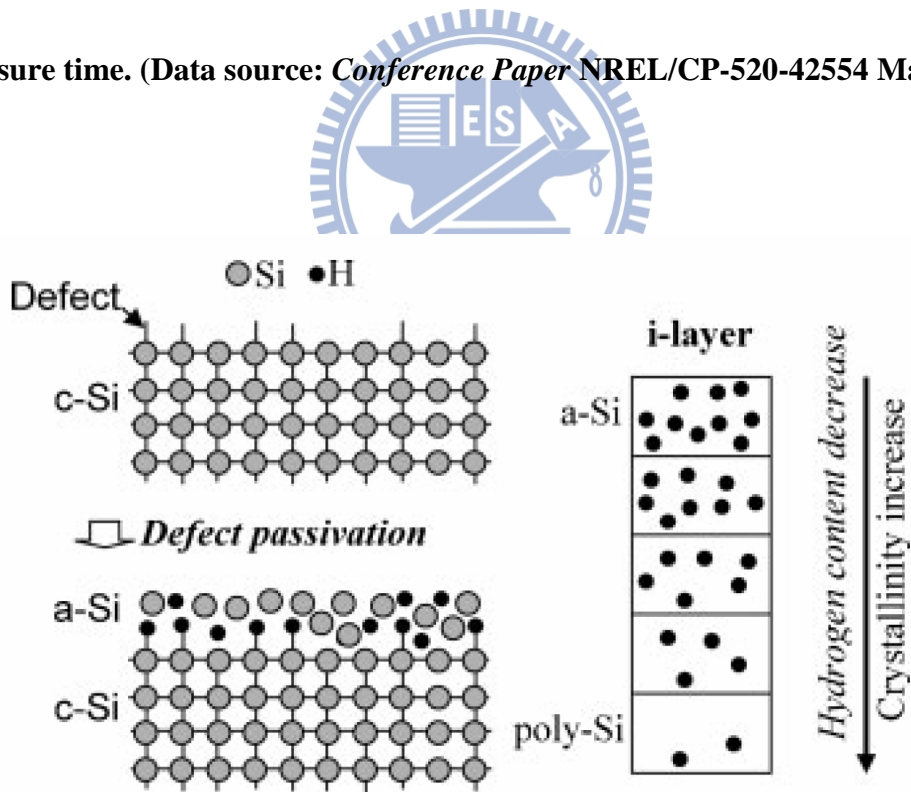 sure time. (Data source: Conference Paper NREL/CP-520-42554 Ma
ESA
Si H
Defect
c-Si
Defect passivation
a-Si
c-Si
i-layer
a-Si
poly-Si
Hydrogen content decrease
Crystallinity increase